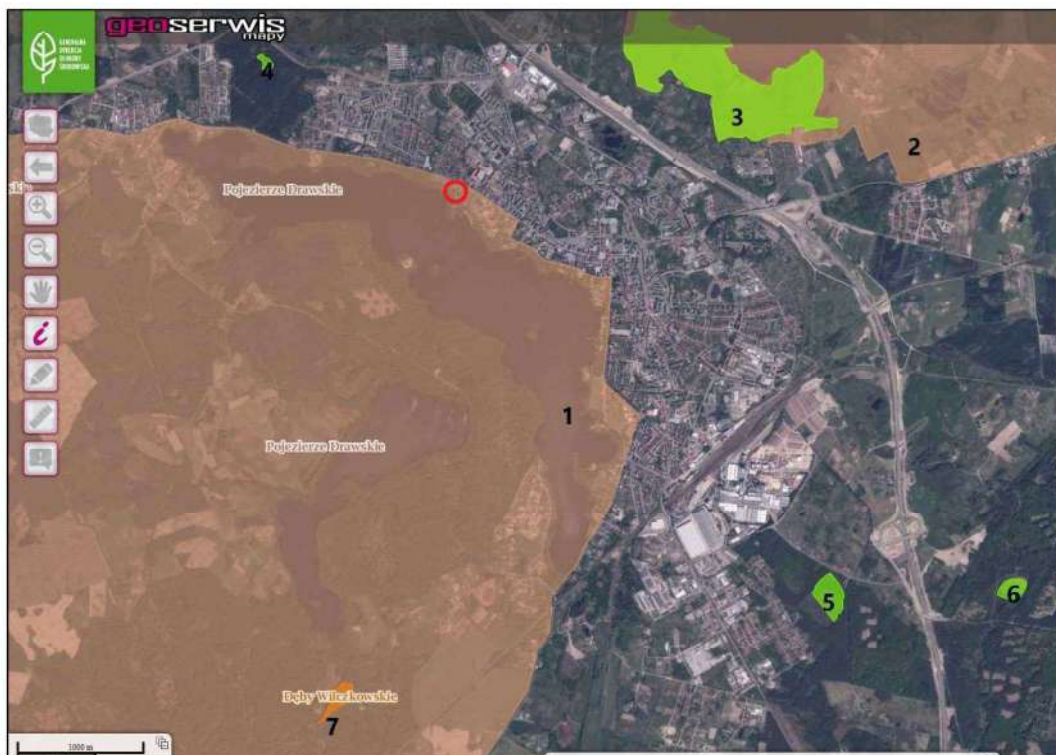 GENERALNA
DYREKCJA
OCHRONY
ŚRODOWISKA
geoserwis
mapy
4
3
2
Pojezierze Drawskie
skie
i
1
Pojezierze Drawskie
5
6
Dęby Wilczkowskie
7
1000 m